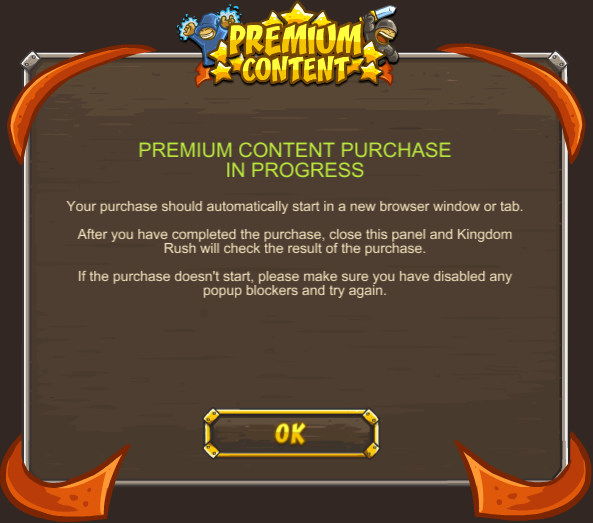 PREMIUM
CONTENT
PREMIUM CONTENT PURCHASE
IN PROGRESS
Your purchase should automatically start in a new browser window or tab.
After you have completed the purchase, close this panel and Kingdom
Rush will check the result of the purchase.
If the purchase doesn't start, please make sure you have disabled any
popup blockers and try again.
OK